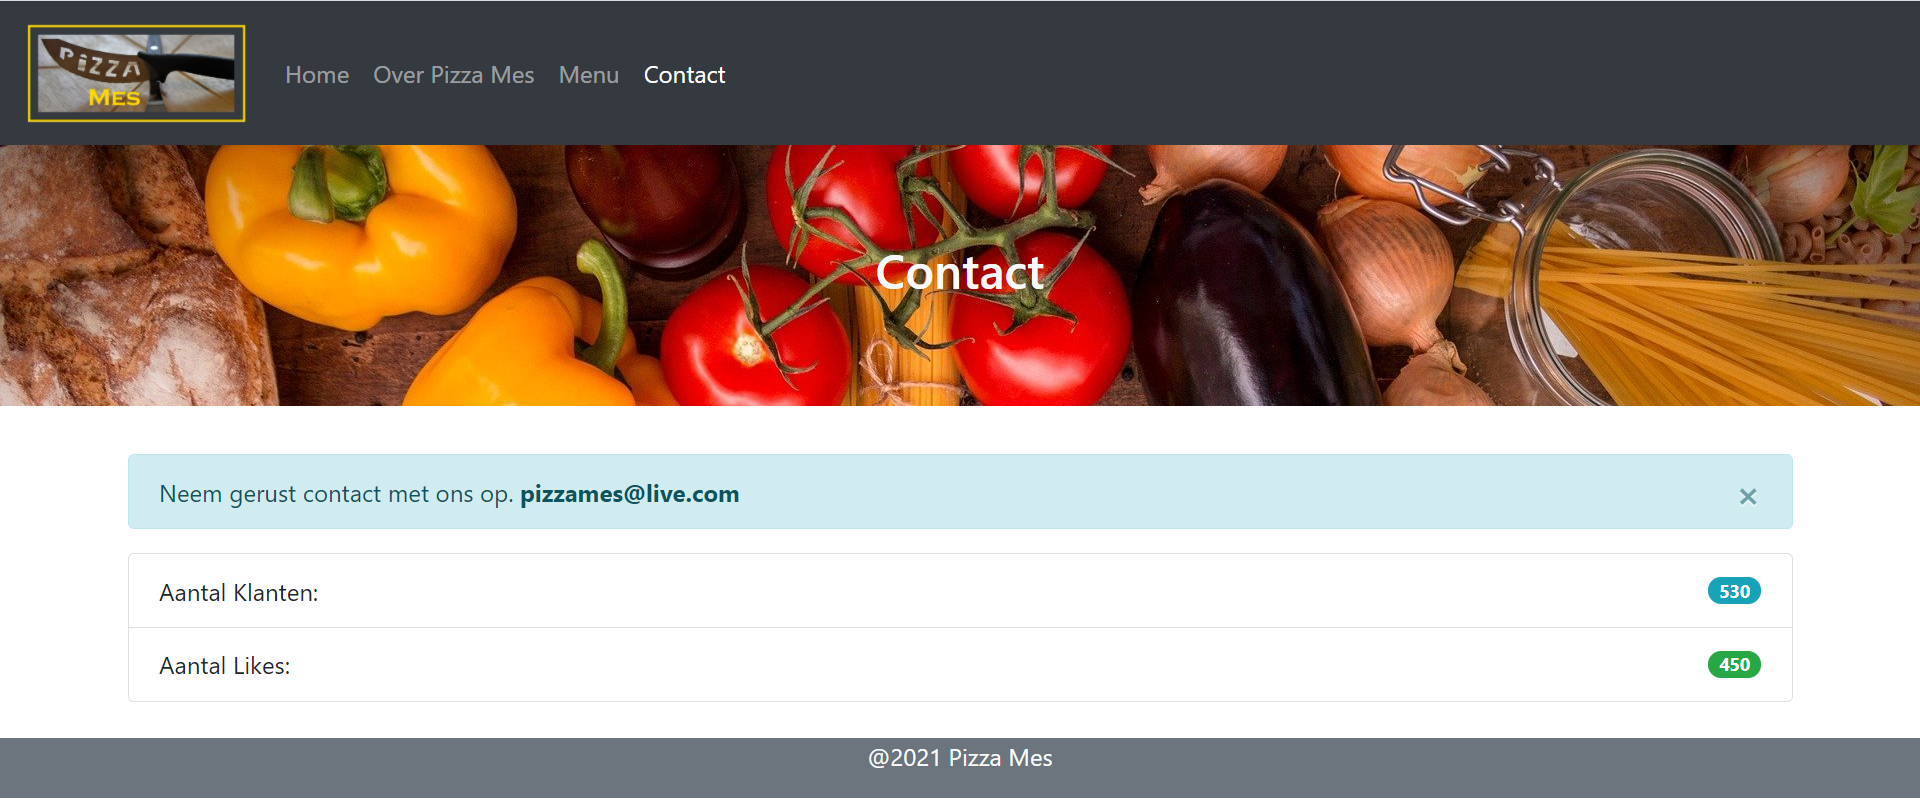 PIZZA
MES
Home Over Pizza Mes Menu Contact
Contact
Neem gerust contact met ons op. pizzames@live.com ×
Aantal Klanten: 530
Aantal Likes: 450
@2021 Pizza Mes